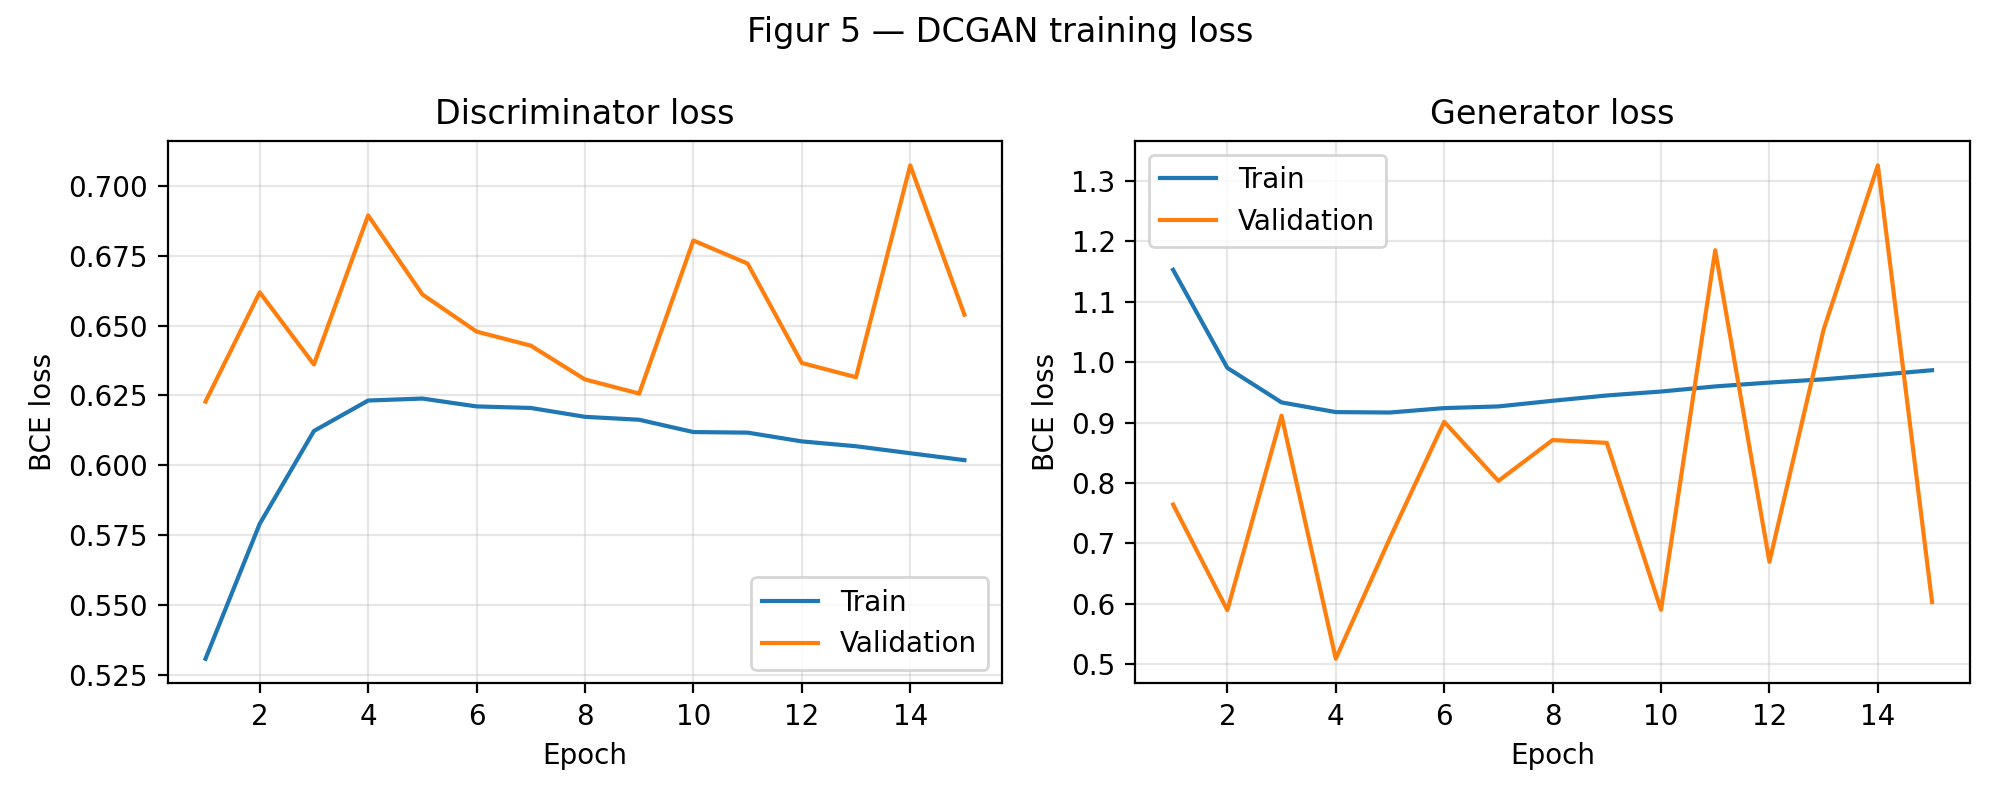 Figur 5 — DCGAN training loss
Discriminator loss
BCE loss
0.700
0.675
0.650
0.625
0.600
0.575
0.550
0.525
Train
Validation
2 4 6 8 10 12 14
Epoch
Generator loss
BCE loss
1.3
1.2
1.1
1.0
0.9
0.8
0.7
0.6
0.5
Train
Validation
2 4 6 8 10 12 14
Epoch